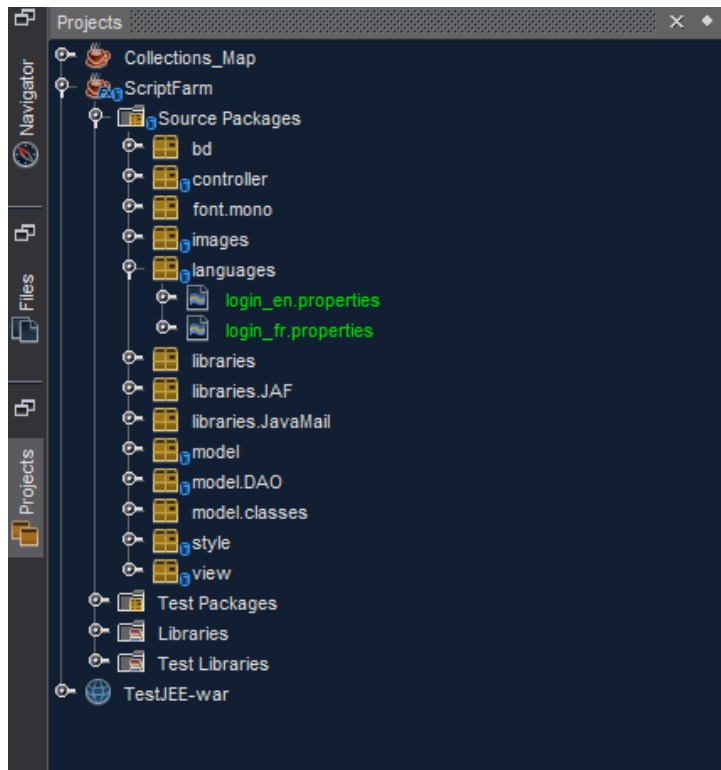 Projects
Collections_Map
ScriptFarm
Source Packages
bd
controller
font.mono
images
languages
login_en.properties
login_fr.properties
libraries
libraries.JAF
libraries.JavaMail
model
model.DAO
model.classes
style
view
Test Packages
Libraries
Test Libraries
TestJEE-war
Navigator
Files
Projects